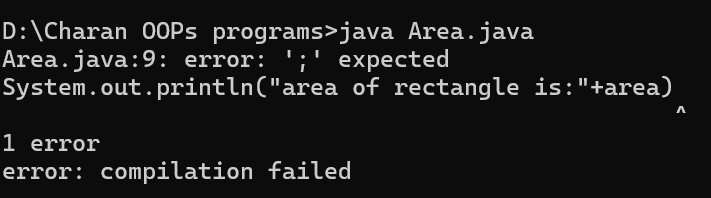 D:\Charan OOPs programs>java Area.java
Area.java:9: error: ';' expected
System.out.println("area of rectangle is:"+area)
^
1 error
error: compilation failed